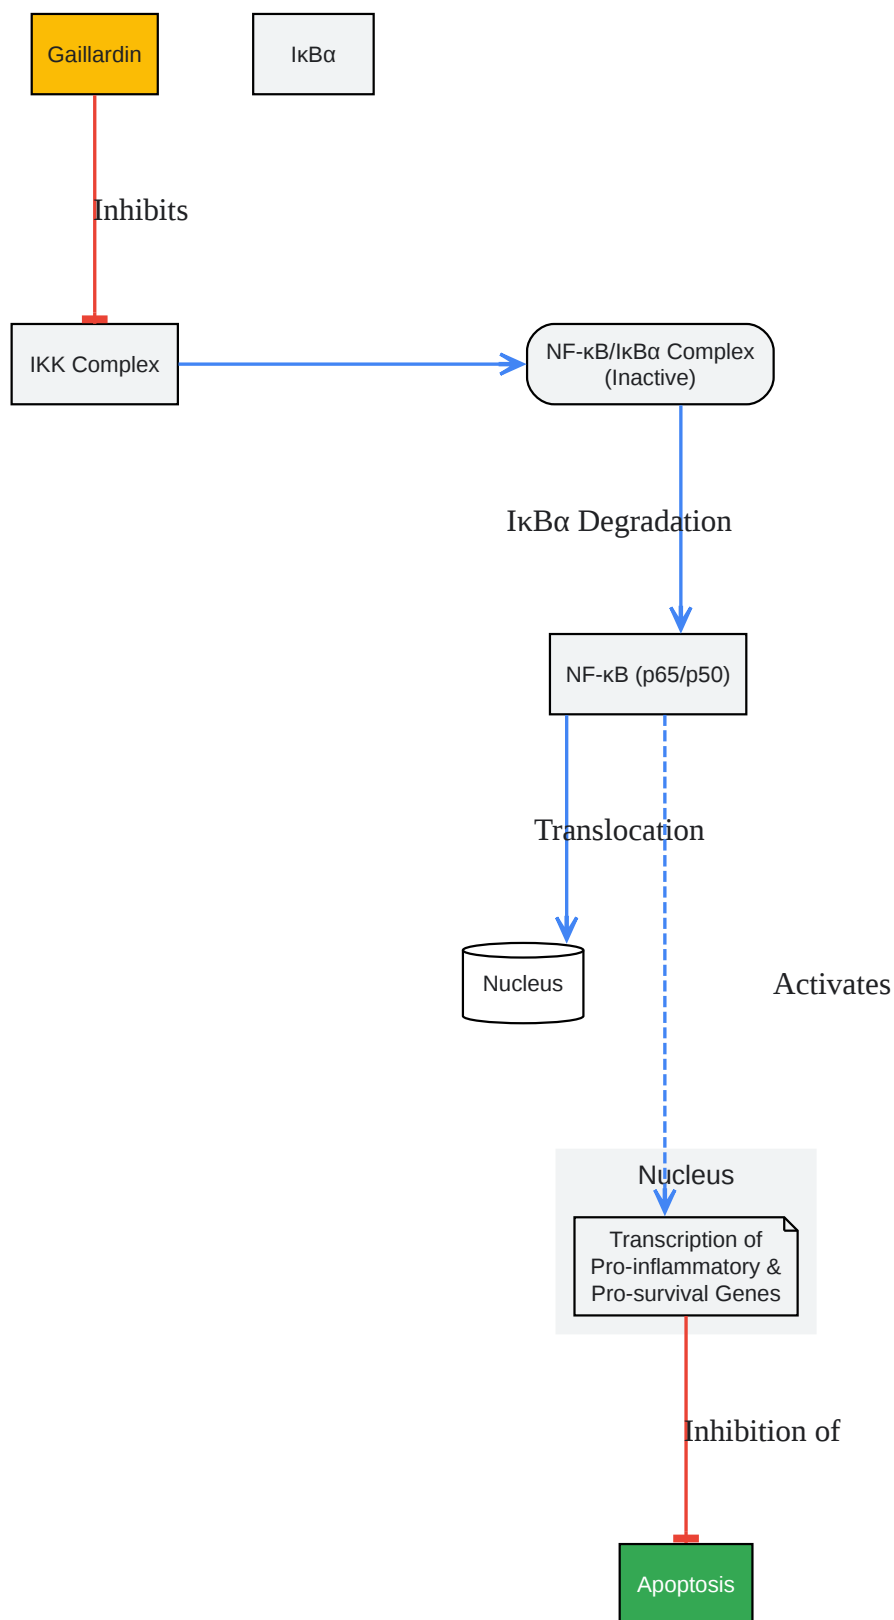 Gaillardin
IκBα
Inhibits
IKK Complex
NF-κB/IκBα Complex
(Inactive)
IκBα Degradation
NF-κB (p65/p50)
Translocation
Nucleus
Activates
Nucleus
Transcription of
Pro-inflammatory &
Pro-survival Genes
Inhibition of
Apoptosis